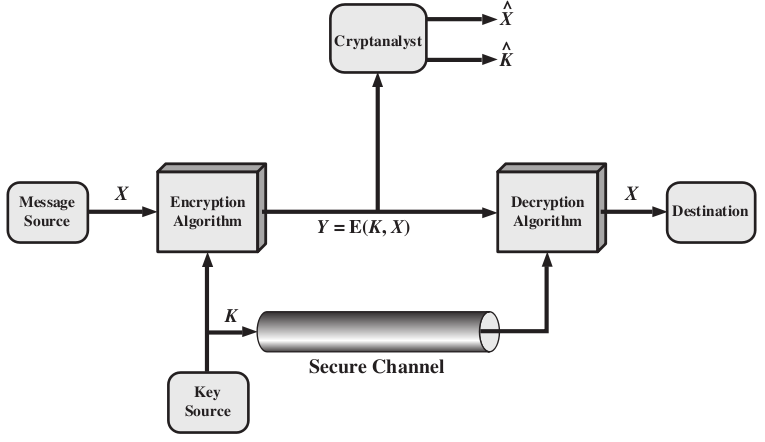 X̂
Cryptanalyst
K̂
Message
Source
X
Encryption
Algorithm
Y = E(K, X)
Decryption
Algorithm
X
Destination
K
Secure Channel
Key
Source